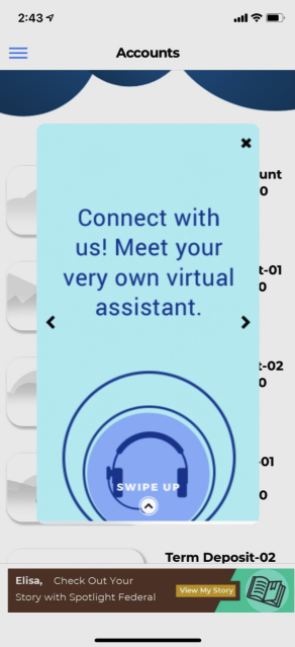 2:43
Accounts
Connect with
us! Meet your
very own virtual
assistant.
SWIPE UP
unt
0
t-01
0
t-02
0
-01
0
Term Deposit-02
Elisa, Check Out Your
Story with Spotlight Federal
View My Story